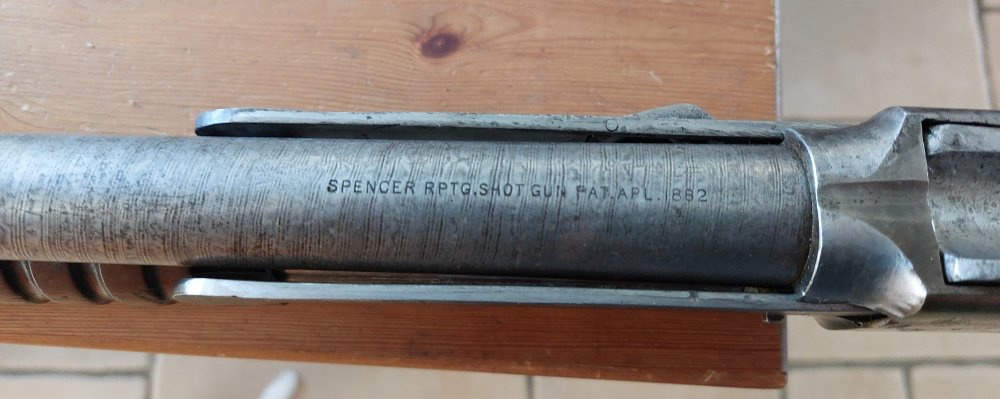 SPENCER RPTG.SHOT GUN PAT.APL. 882